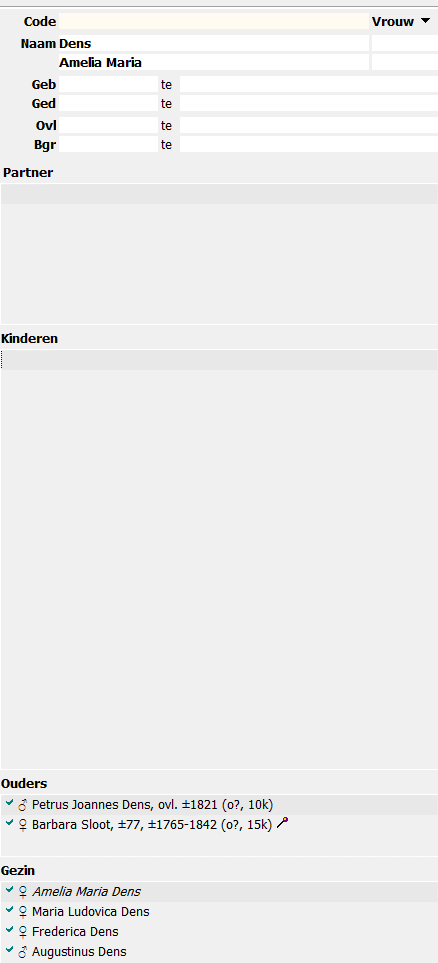 Code Vrouw
Naam Dens
Amelia Maria
Geb te
Ged te
Ovl te
Bgr te
Partner
Kinderen
Ouders
♂ Petrus Joannes Dens, ovl. ±1821 (o?, 10k)
♀ Barbara Sloot, ±77, ±1765-1842 (o?, 15k)
Gezin
♀ Amelia Maria Dens
♀ Maria Ludovica Dens
♀ Frederica Dens
♂ Augustinus Dens